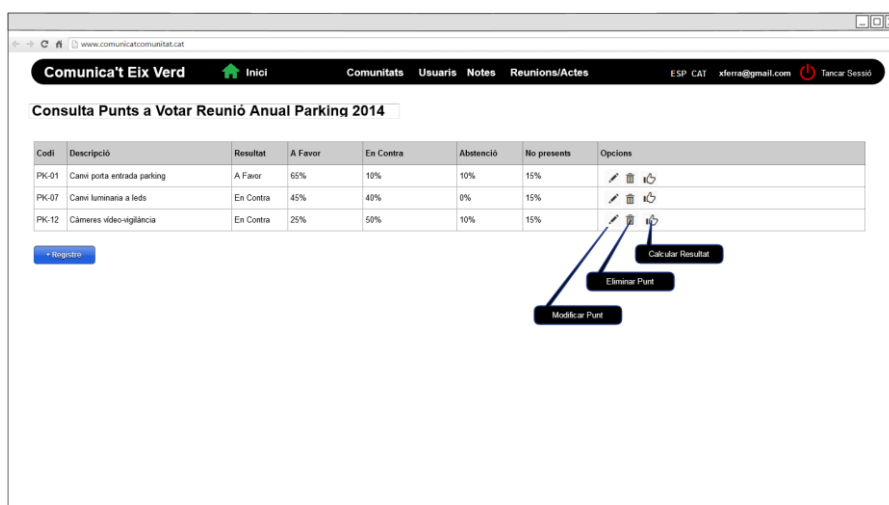 www.comunicatcomunitat.cat
Comunica't Eix Verd Inici Comunitats Usuaris Notes Reunions/Actes ESP CAT xferra@gmail.com Tancar Sessió
Consulta Punts a Votar Reunió Anual Parking 2014
Codi Descripció Resultat A Favor En Contra Abstenció No presents Opcions
PK-01 Canvi porta entrada parking A Favor 65% 10% 10% 15%
PK-07 Canvi luminaria a leds En Contra 45% 40% 0% 15%
PK-12 Càmeres vídeo-vigilància En Contra 25% 50% 10% 15%
+ Registro
Calcular Resultat
Eliminar Punt
Modificar Punt